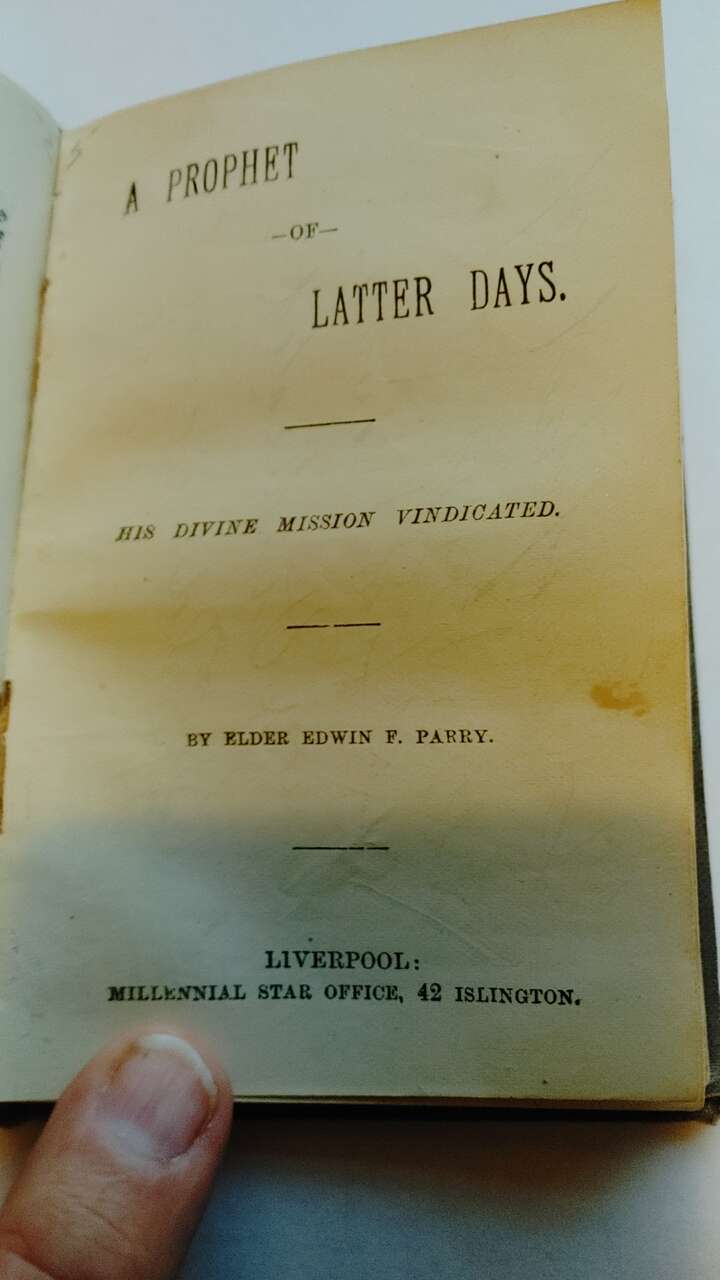 A PROPHET
—OF—
LATTER DAYS.
HIS DIVINE MISSION VINDICATED.
BY ELDER EDWIN F. PARRY.
LIVERPOOL:
MILLENNIAL STAR OFFICE, 42 ISLINGTON.